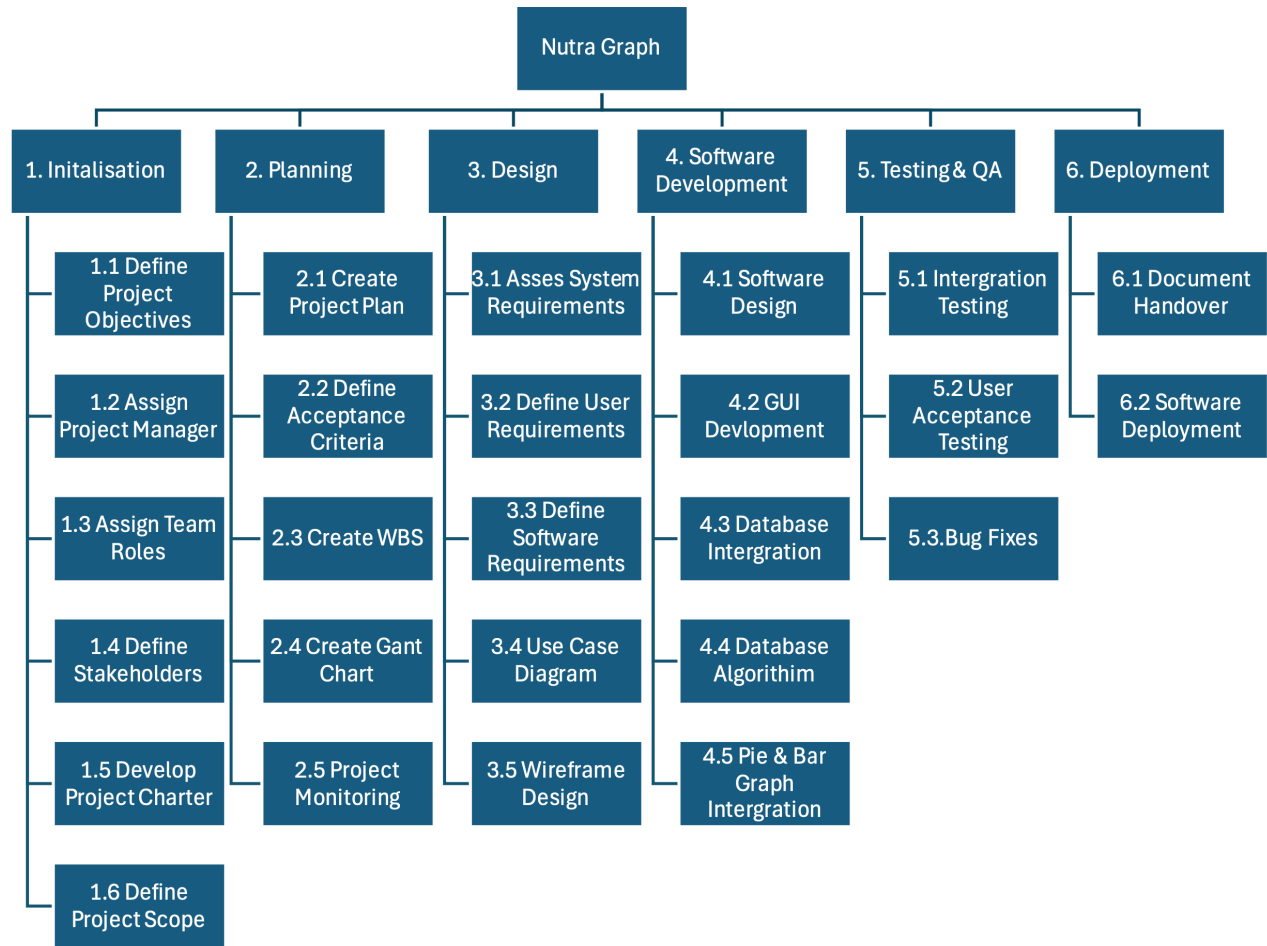 Nutra Graph
1. Initalisation
2. Planning
3. Design
4. Software
Development
5. Testing & QA
6. Deployment
1.1 Define
Project
Objectives
1.2 Assign
Project Manager
1.3 Assign Team
Roles
1.4 Define
Stakeholders
1.5 Develop
Project Charter
1.6 Define
Project Scope
2.1 Create
Project Plan
2.2 Define
Acceptance
Criteria
2.3 Create WBS
2.4 Create Gant
Chart
2.5 Project
Monitoring
3.1 Asses System
Requirements
3.2 Define User
Requirements
3.3 Define
Software
Requirements
3.4 Use Case
Diagram
3.5 Wireframe
Design
4.1 Software
Design
4.2 GUI
Devlopment
4.3 Database
Intergration
4.4 Database
Algorithim
4.5 Pie & Bar
Graph
Intergration
5.1 Intergration
Testing
5.2 User
Acceptance
Testing
5.3.Bug Fixes
6.1 Document
Handover
6.2 Software
Deployment